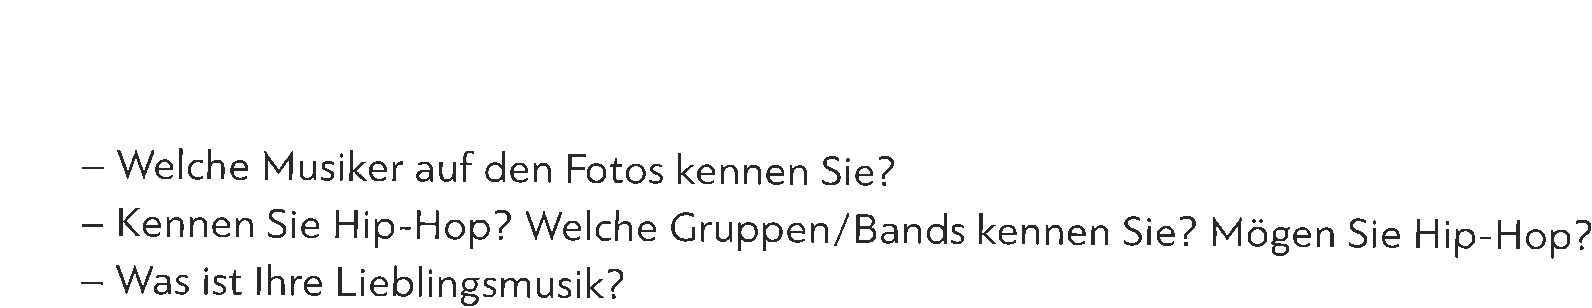 – Welche Musiker auf den Fotos kennen Sie?
– Kennen Sie Hip-Hop? Welche Gruppen/Bands kennen Sie? Mögen Sie Hip-Hop?
– Was ist Ihre Lieblingsmusik?